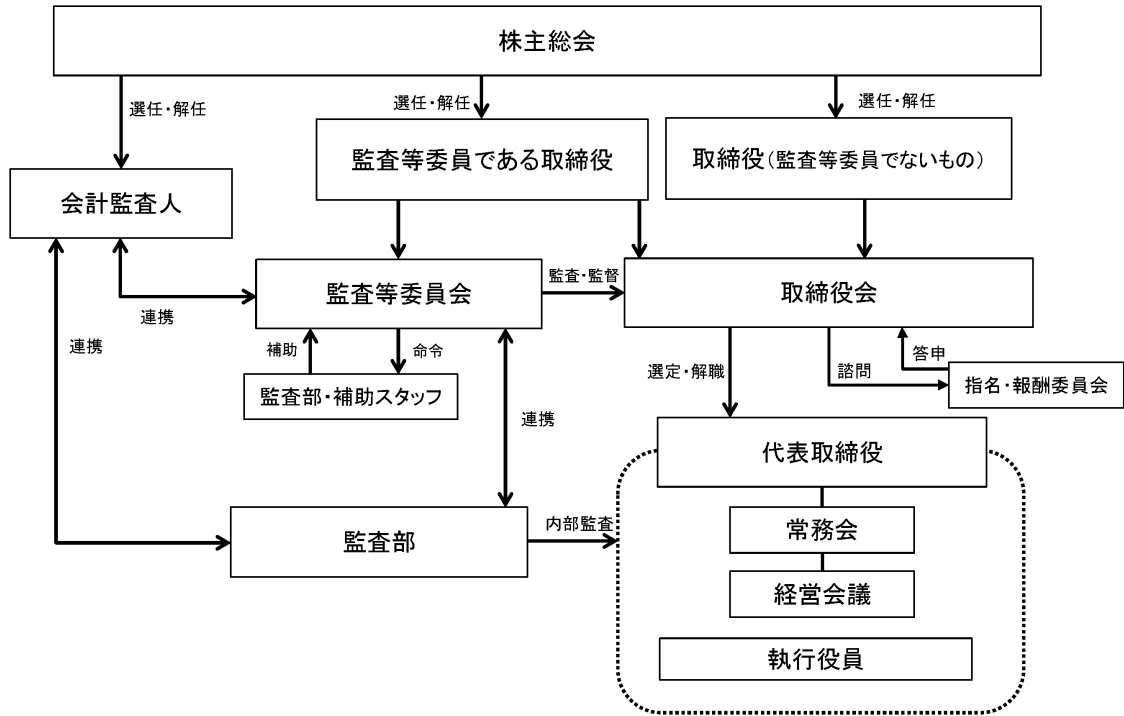 株主総会
選任・解任
選任・解任
選任・解任
監査等委員である取締役
取締役（監査等委員でないもの）
会計監査人
監査等委員会
監査・監督
取締役会
連携
連携
補助
命令
監査部・補助スタッフ
連携
選定・解職
諮問
答申
指名・報酬委員会
代表取締役
監査部
内部監査
常務会
経営会議
執行役員